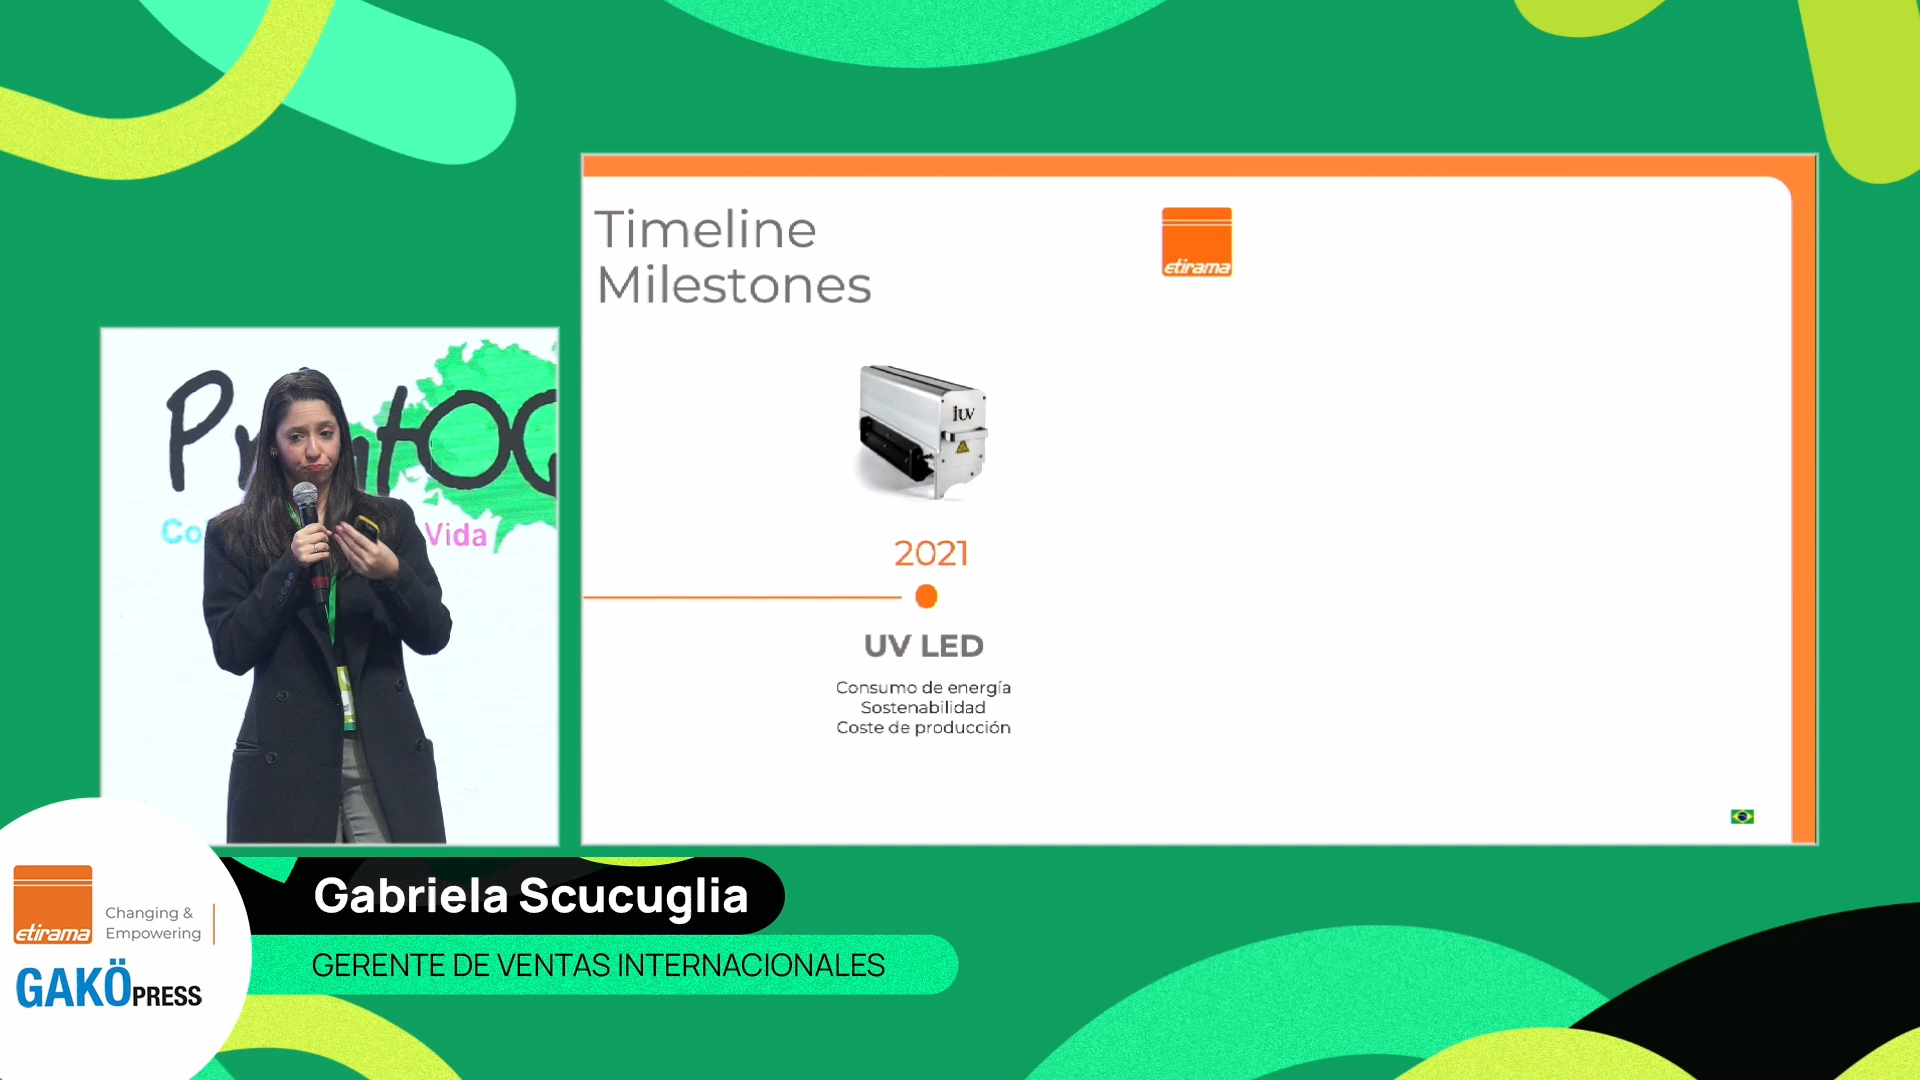 Timeline
Milestones
etirama
iUV
2021
UV LED
Consumo de energía
Sostenabilidad
Coste de producción
Vida
Gabriela Scucuglia
GERENTE DE VENTAS INTERNACIONALES
etirama
Changing &
Empowering
GAKÖPRESS